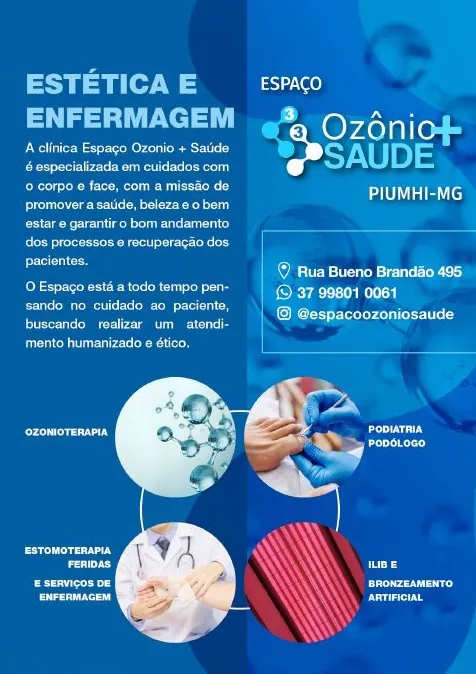 ESTÉTICA E
ENFERMAGEM
A clínica Espaço Ozonio + Saúde
é especializada em cuidados com
o corpo e face, com a missão de
promover a saúde, beleza e o bem
estar e garantir o bom andamento
dos processos e recuperação dos
pacientes.
O Espaço está a todo tempo pen-
sando no cuidado ao paciente,
buscando realizar um atendi-
mento humanizado e ético.
ESPAÇO
3
3
Ozônio+
SAUDE
PIUMHI-MG
Rua Bueno Brandão 495
37 99801 0061
@espacoozoniosaude
OZONIOTERAPIA
PODIATRIA
PODÓLOGO
ESTOMOTERAPIA
FERIDAS
E SERVIÇOS DE
ENFERMAGEM
ILIB E
BRONZEAMENTO
ARTIFICIAL